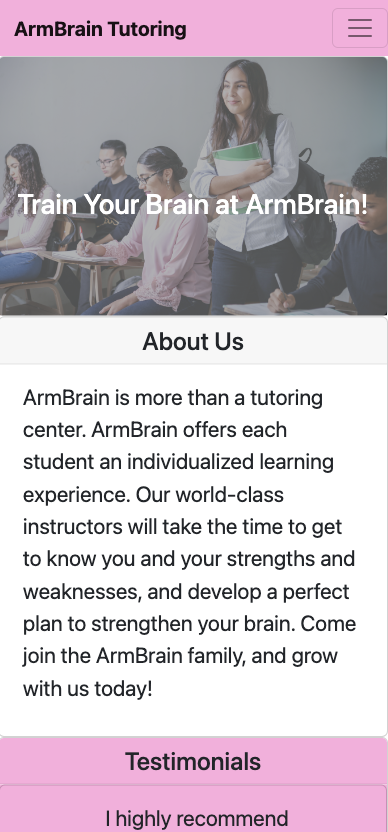 ArmBrain Tutoring
Train Your Brain at ArmBrain!
About Us
ArmBrain is more than a tutoring
center. ArmBrain offers each
student an individualized learning
experience. Our world-class
instructors will take the time to get
to know you and your strengths and
weaknesses, and develop a perfect
plan to strengthen your brain. Come
join the ArmBrain family, and grow
with us today!
Testimonials
I highly recommend